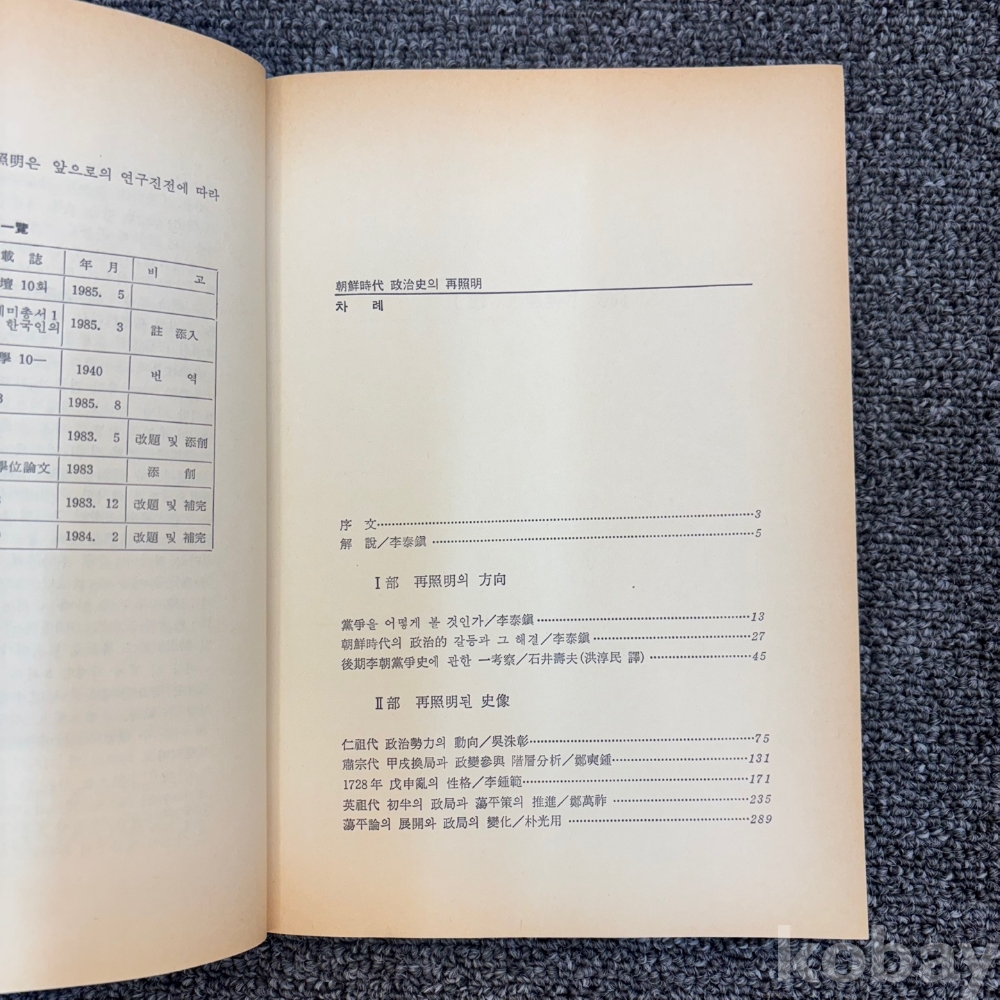 照明은 앞으로의 연구진전에 따라
一覽
載 誌 年 月 비 고
壇 10회 1985. 5
총서 1
한국인의 1985. 3 註 添入
學 10—
1940 번 역
3 1985. 8
1983. 5 改題 및 添削
學位論文 1983 添 削
1983. 12 改題 및 補完
1984. 2 改題 및 補完
朝鮮時代 政治史의 再照明
차 례
序 文 3
解 說/李泰鎭 5
Ⅰ部 再照明의 方向
黨爭을 어떻게 볼 것인가/李泰鎭 13
朝鮮時代의 政治的 갈등과 그 해결/李泰鎭 27
後期李朝黨爭史에 관한 一考察/石井壽夫(洪淳民 譯) 45
Ⅱ部 再照明된 史像
仁祖代 政治勢力의 動向/吳洙彰 75
肅宗代 甲戌換局과 政變參與 階層分析/鄭奭鍾 131
1728年 戊申亂의 性格/李鍾範 171
英祖代 初半의 政局과 蕩平策의 推進/鄭萬祚 235
蕩平論의 展開와 政局의 變化/朴光用 289
kobay